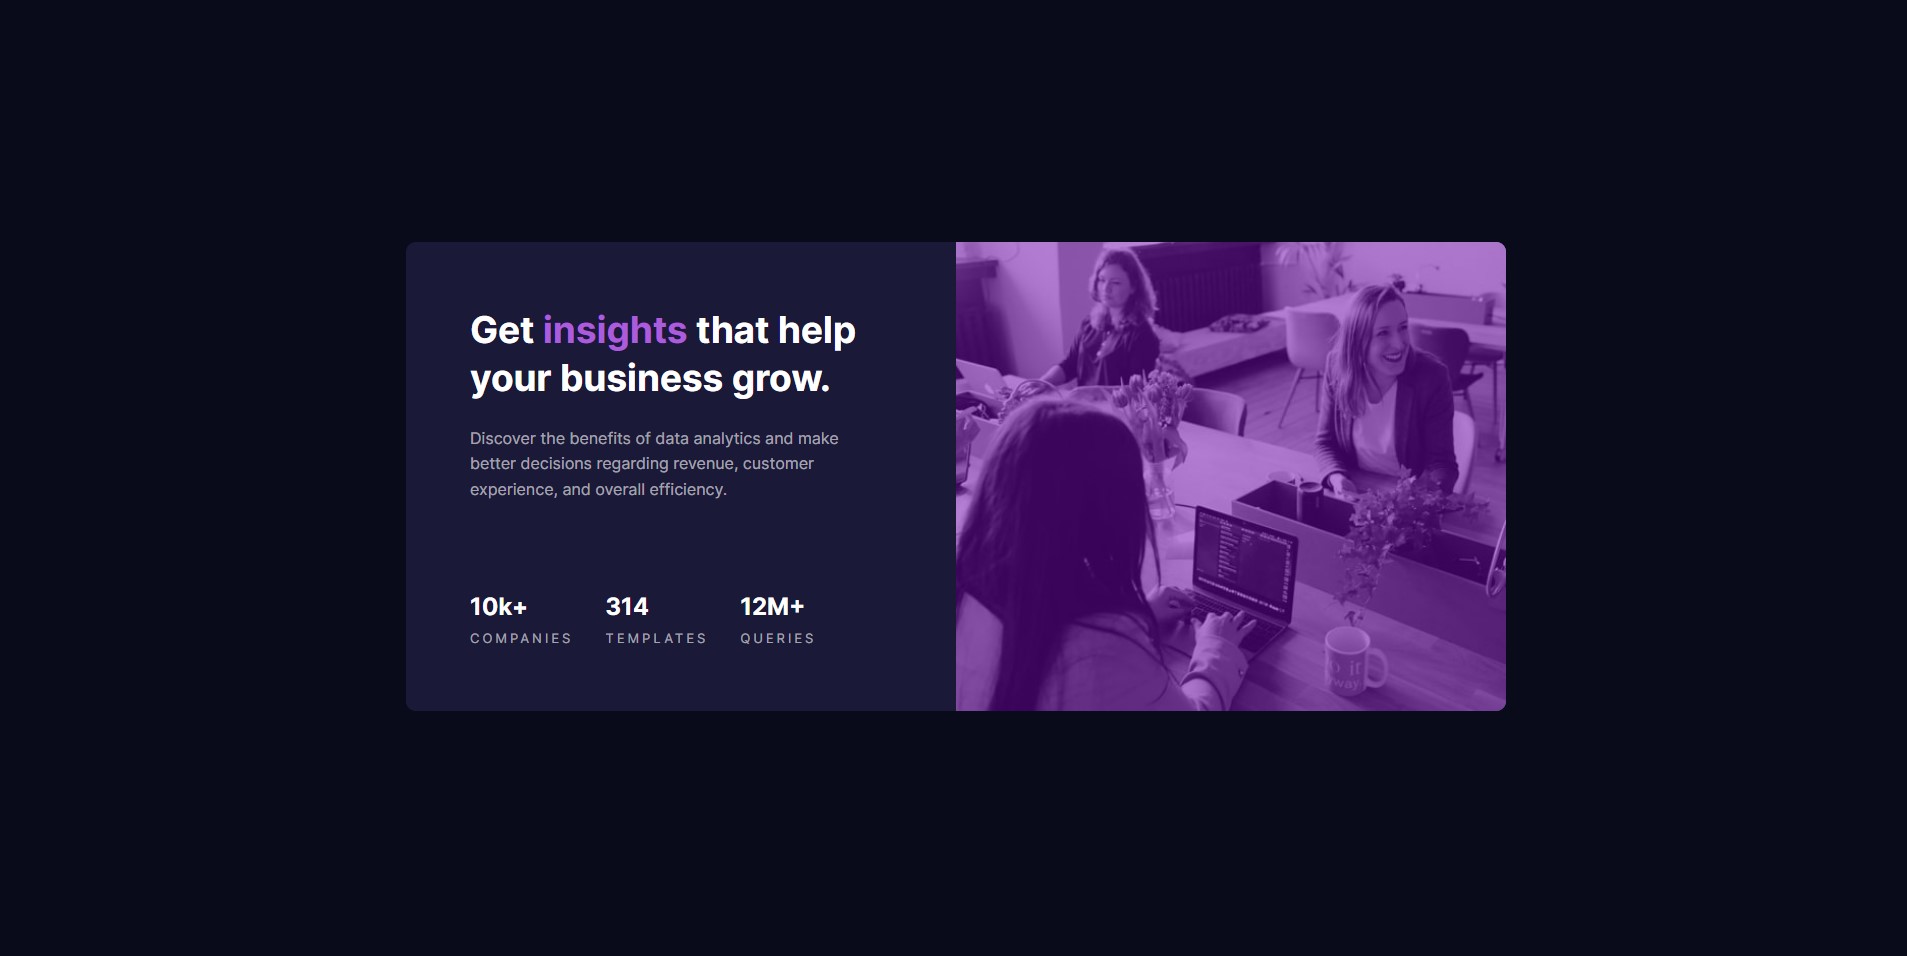 Get insights that help
your business grow.
Discover the benefits of data analytics and make
better decisions regarding revenue, customer
experience, and overall efficiency.
10k+ 314 12M+
COMPANIES TEMPLATES QUERIES